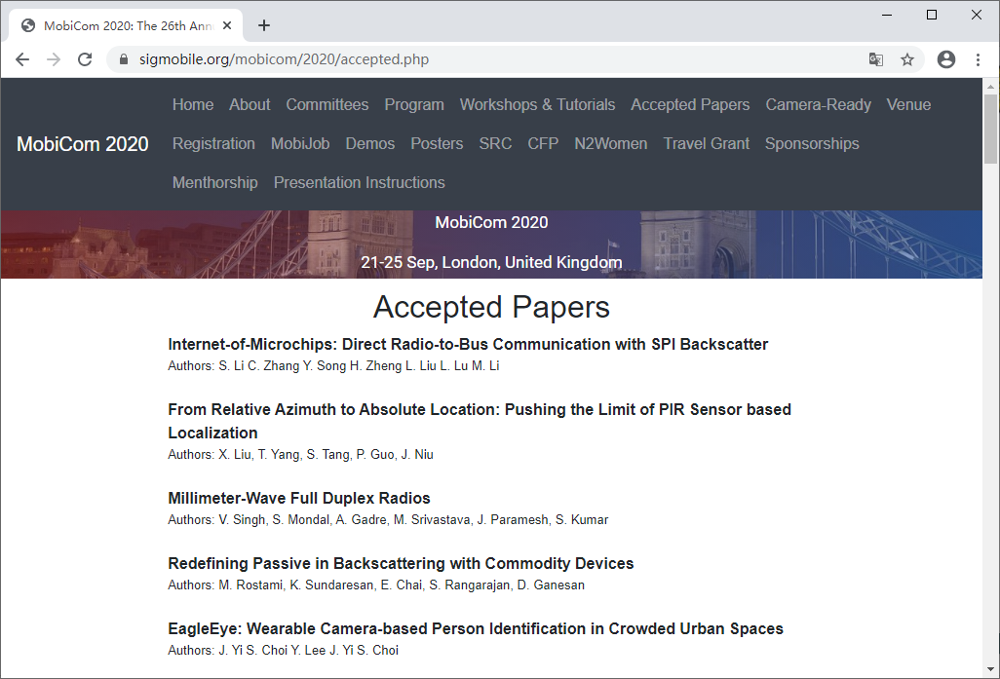 MobiCom 2020: The 26th Ann
sigmobile.org/mobicom/2020/accepted.php
MobiCom 2020
Home About Committees Program Workshops & Tutorials Accepted Papers Camera-Ready Venue
Registration MobiJob Demos Posters SRC CFP N2Women Travel Grant Sponsorships
Menthorship Presentation Instructions
MobiCom 2020
21-25 Sep, London, United Kingdom
Accepted Papers
Internet-of-Microchips: Direct Radio-to-Bus Communication with SPI Backscatter
Authors: S. Li C. Zhang Y. Song H. Zheng L. Liu L. Lu M. Li
From Relative Azimuth to Absolute Location: Pushing the Limit of PIR Sensor based
Localization
Authors: X. Liu, T. Yang, S. Tang, P. Guo, J. Niu
Millimeter-Wave Full Duplex Radios
Authors: V. Singh, S. Mondal, A. Gadre, M. Srivastava, J. Paramesh, S. Kumar
Redefining Passive in Backscattering with Commodity Devices
Authors: M. Rostami, K. Sundaresan, E. Chai, S. Rangarajan, D. Ganesan
EagleEye: Wearable Camera-based Person Identification in Crowded Urban Spaces
Authors: J. Yi S. Choi Y. Lee J. Yi S. Choi